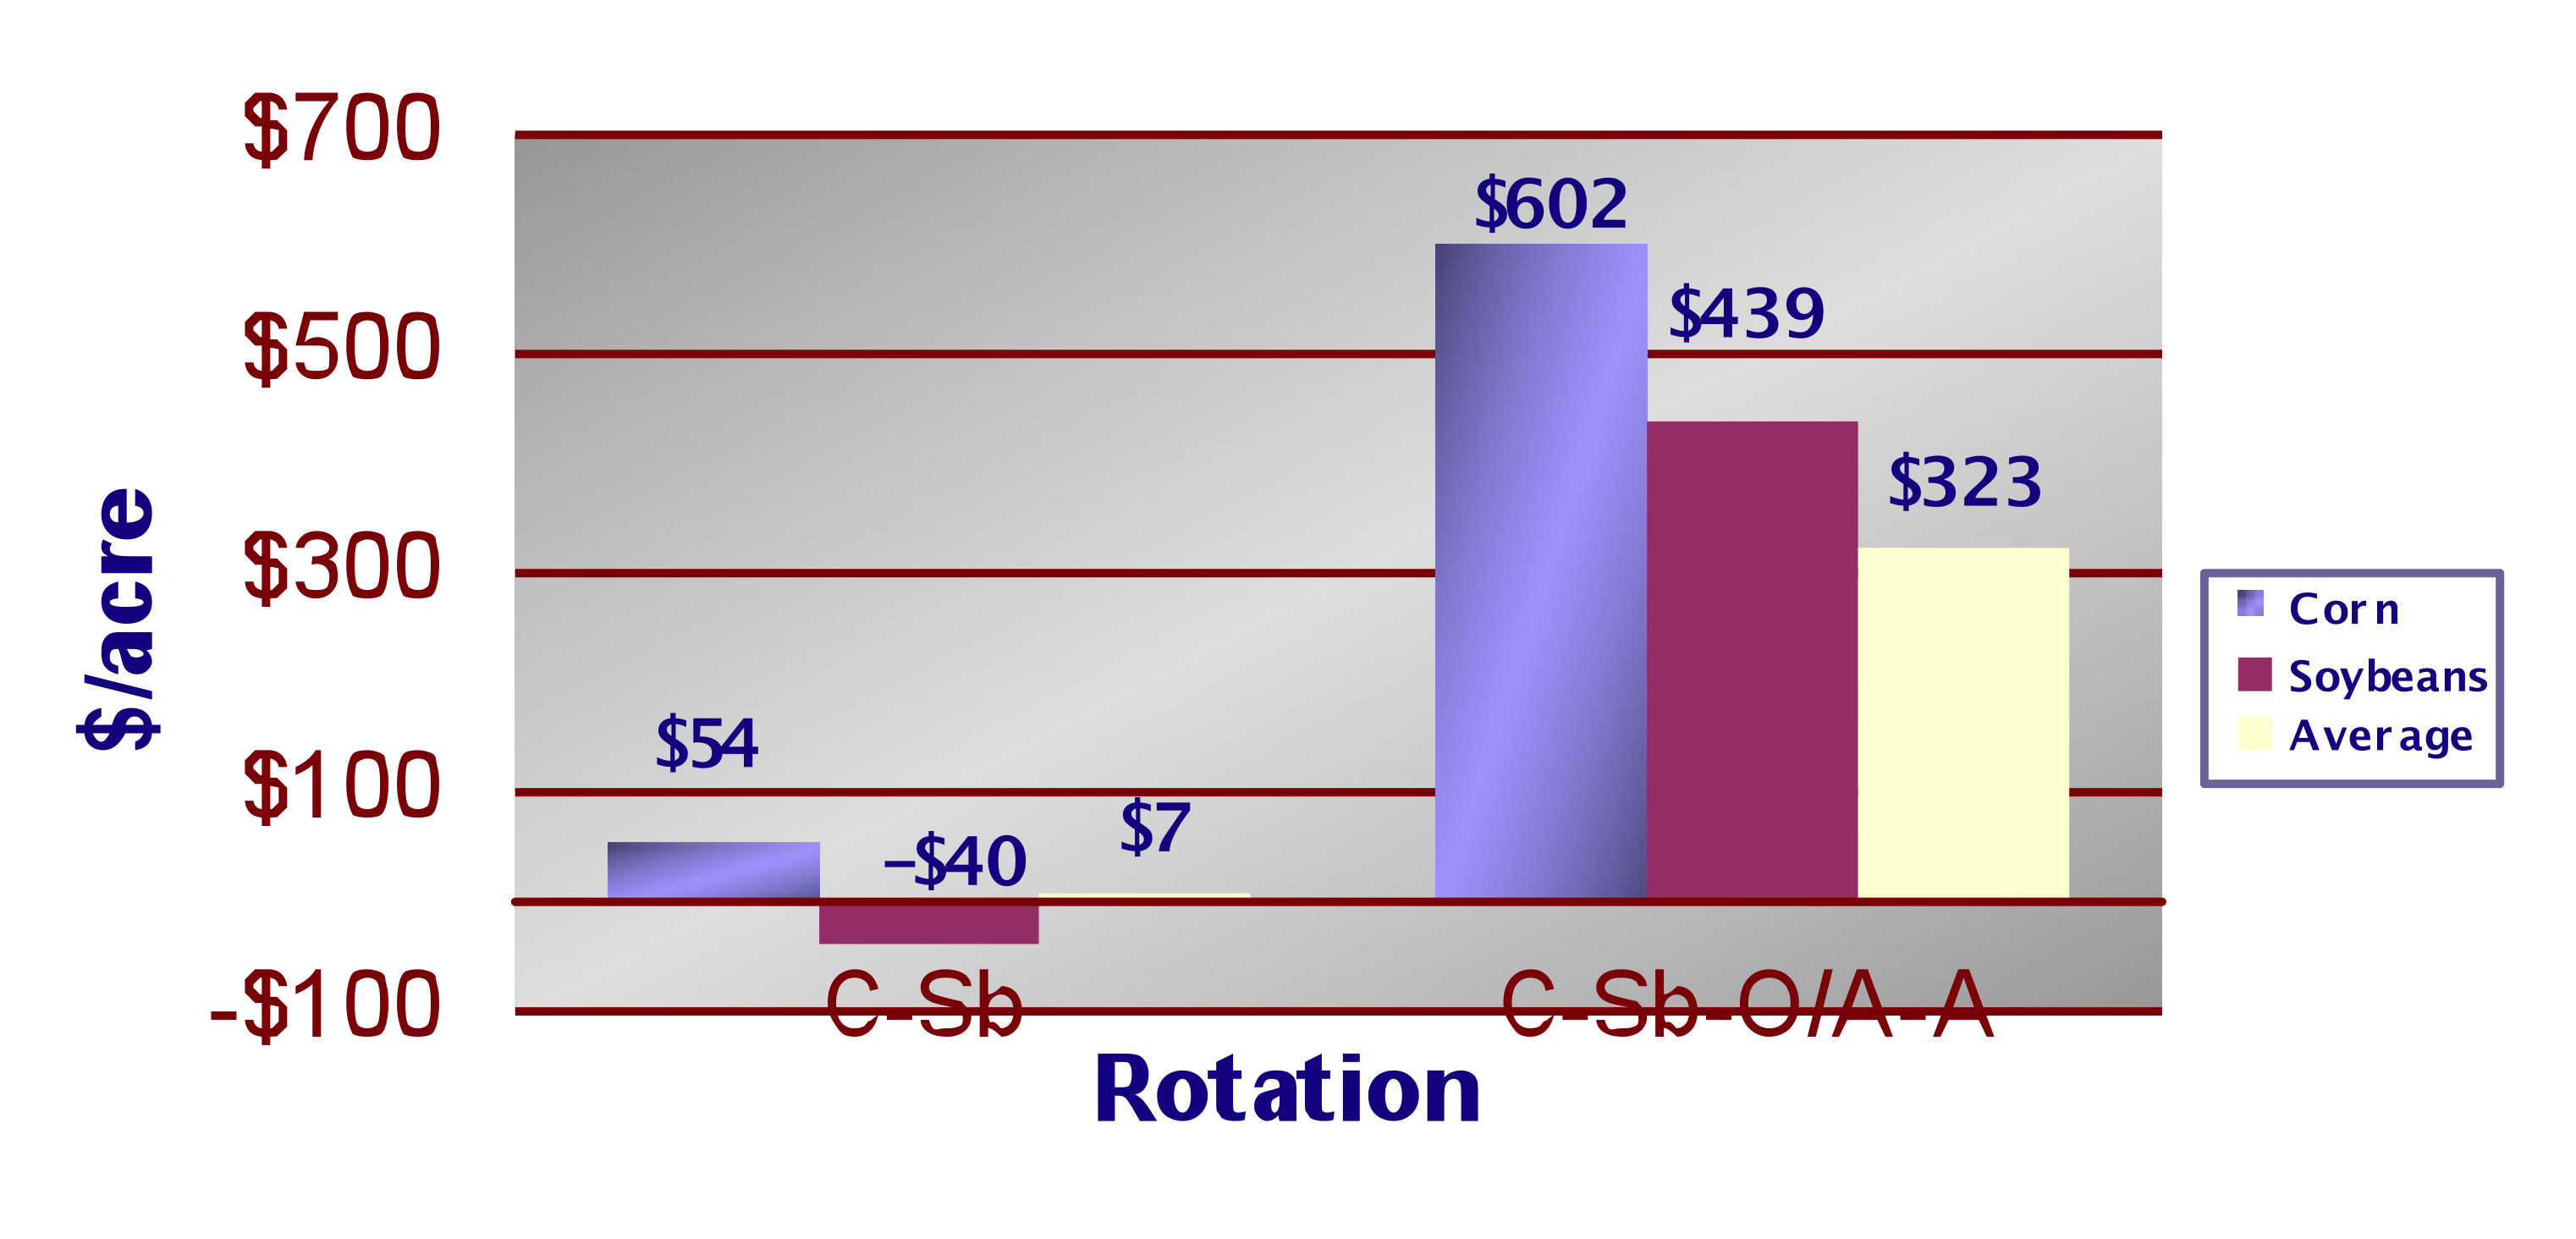 $700
$500
$300
$100
-$100
$/acre
$602
$439
$323
$54
–$40
$7
C-Sb
C-Sb-O/A-A
Rotation
Corn
Soybeans
Average